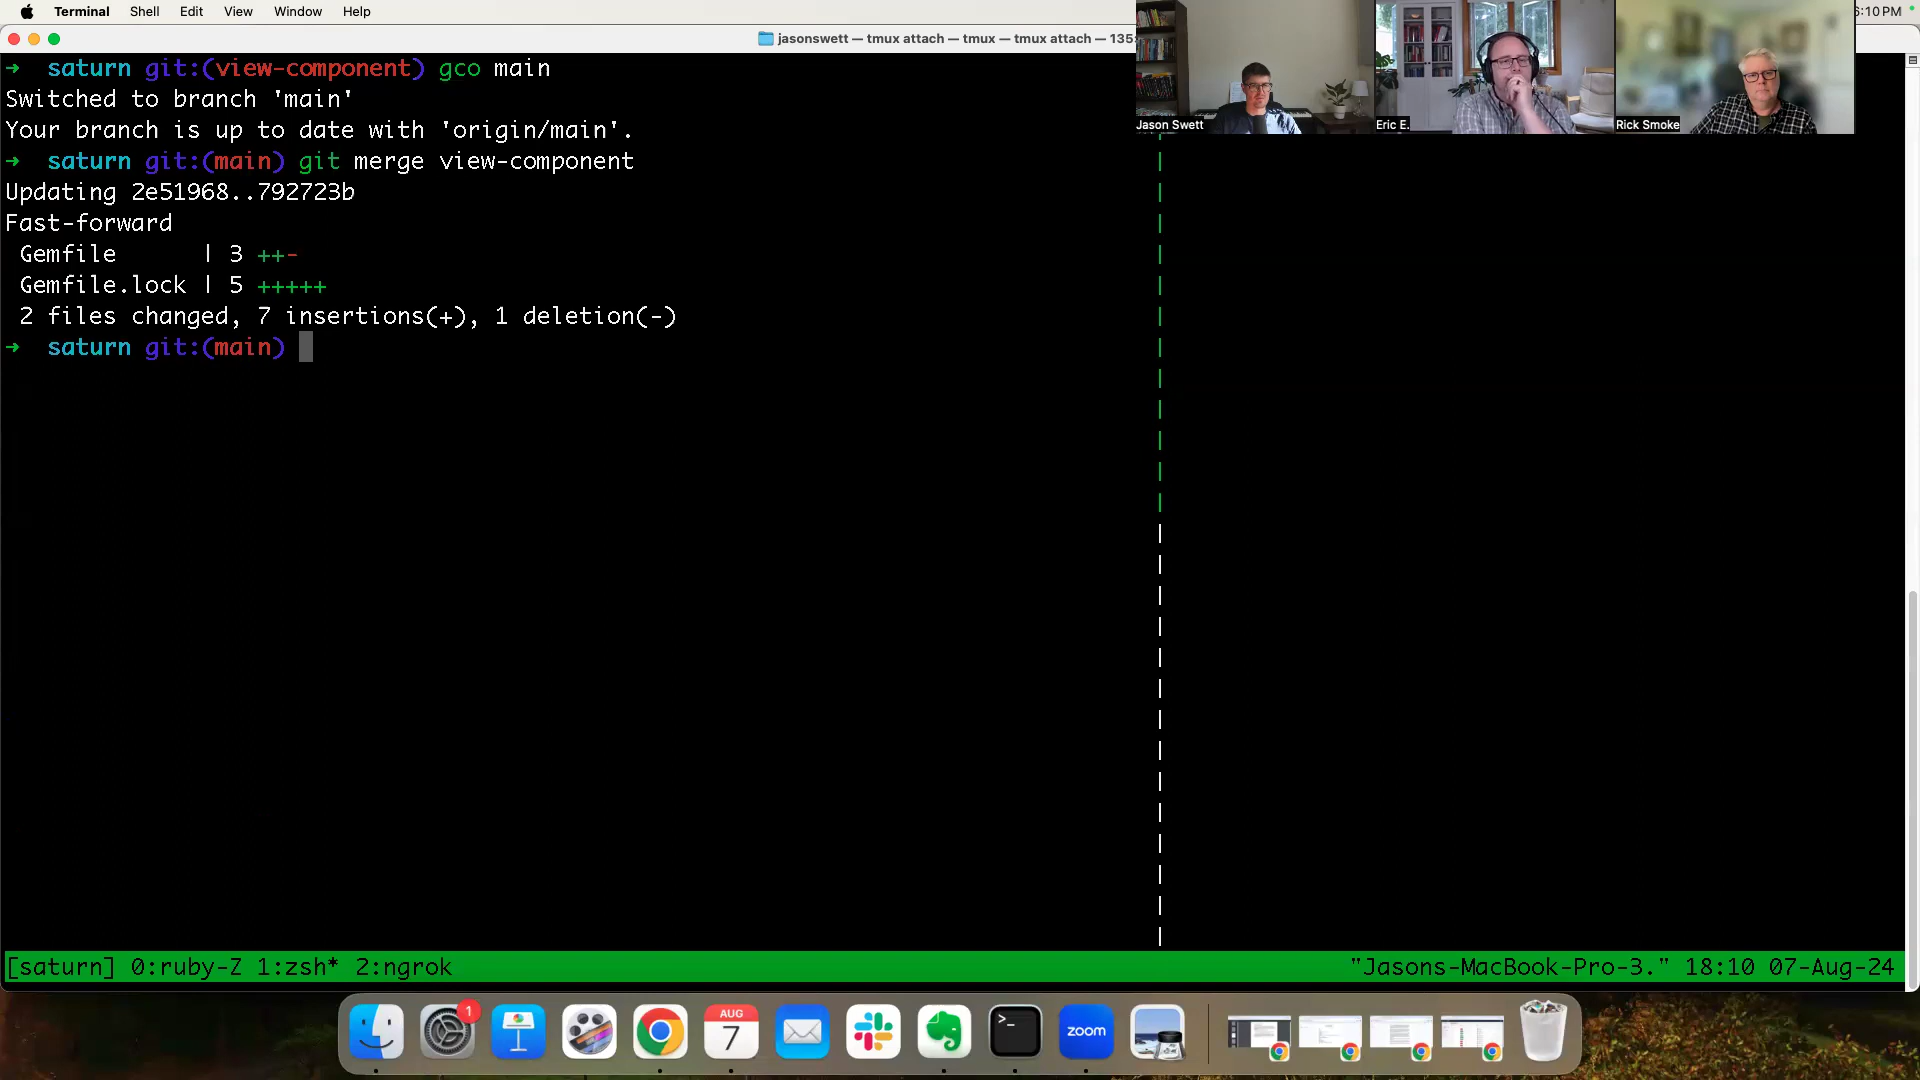 Terminal Shell Edit View Window Help
6:10 PM
jasonswett — tmux attach — tmux — tmux attach — 135
Jason Swett
Eric E.
Rick Smoke
➜ saturn git:(view-component) gco main
Switched to branch 'main'
Your branch is up to date with 'origin/main'.
➜ saturn git:(main) git merge view-component
Updating 2e51968..792723b
Fast-forward
Gemfile | 3 ++-
Gemfile.lock | 5 +++++
2 files changed, 7 insertions(+), 1 deletion(-)
➜ saturn git:(main)
[saturn] 0:ruby-Z 1:zsh* 2:ngrok "Jasons-MacBook-Pro-3." 18:10 07-Aug-24
1
AUG
7
>_
zoom